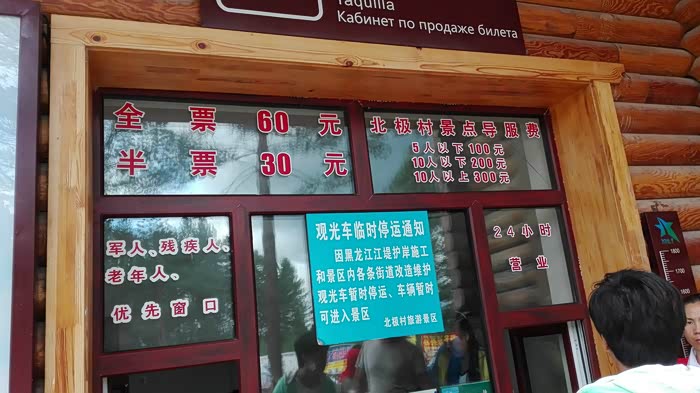 Taquilla
Кабинет по продаже билета
全票 60元
半票 30元
北极村景点导服费
5人以下100元
10人以下200元
10人以上300元
军人、残疾人、
老年人、
优先窗口
观光车临时停运通知
因黑龙江江堤护岸施工
和景区内各条街道改造维护
观光车暂时停运、车辆暂时
可进入景区
北极村旅游景区
24小时
营业